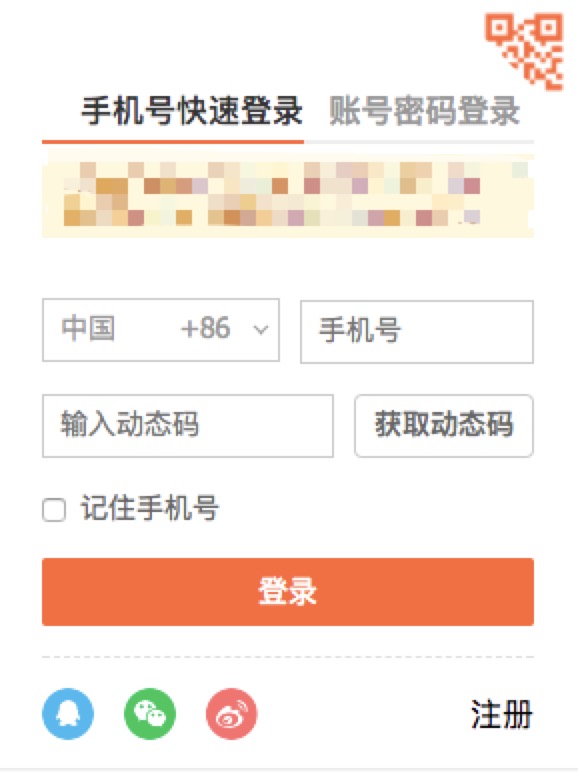 手机号快速登录 账号密码登录
中国 +86 手机号
输入动态码 获取动态码
记住手机号
登录
注册